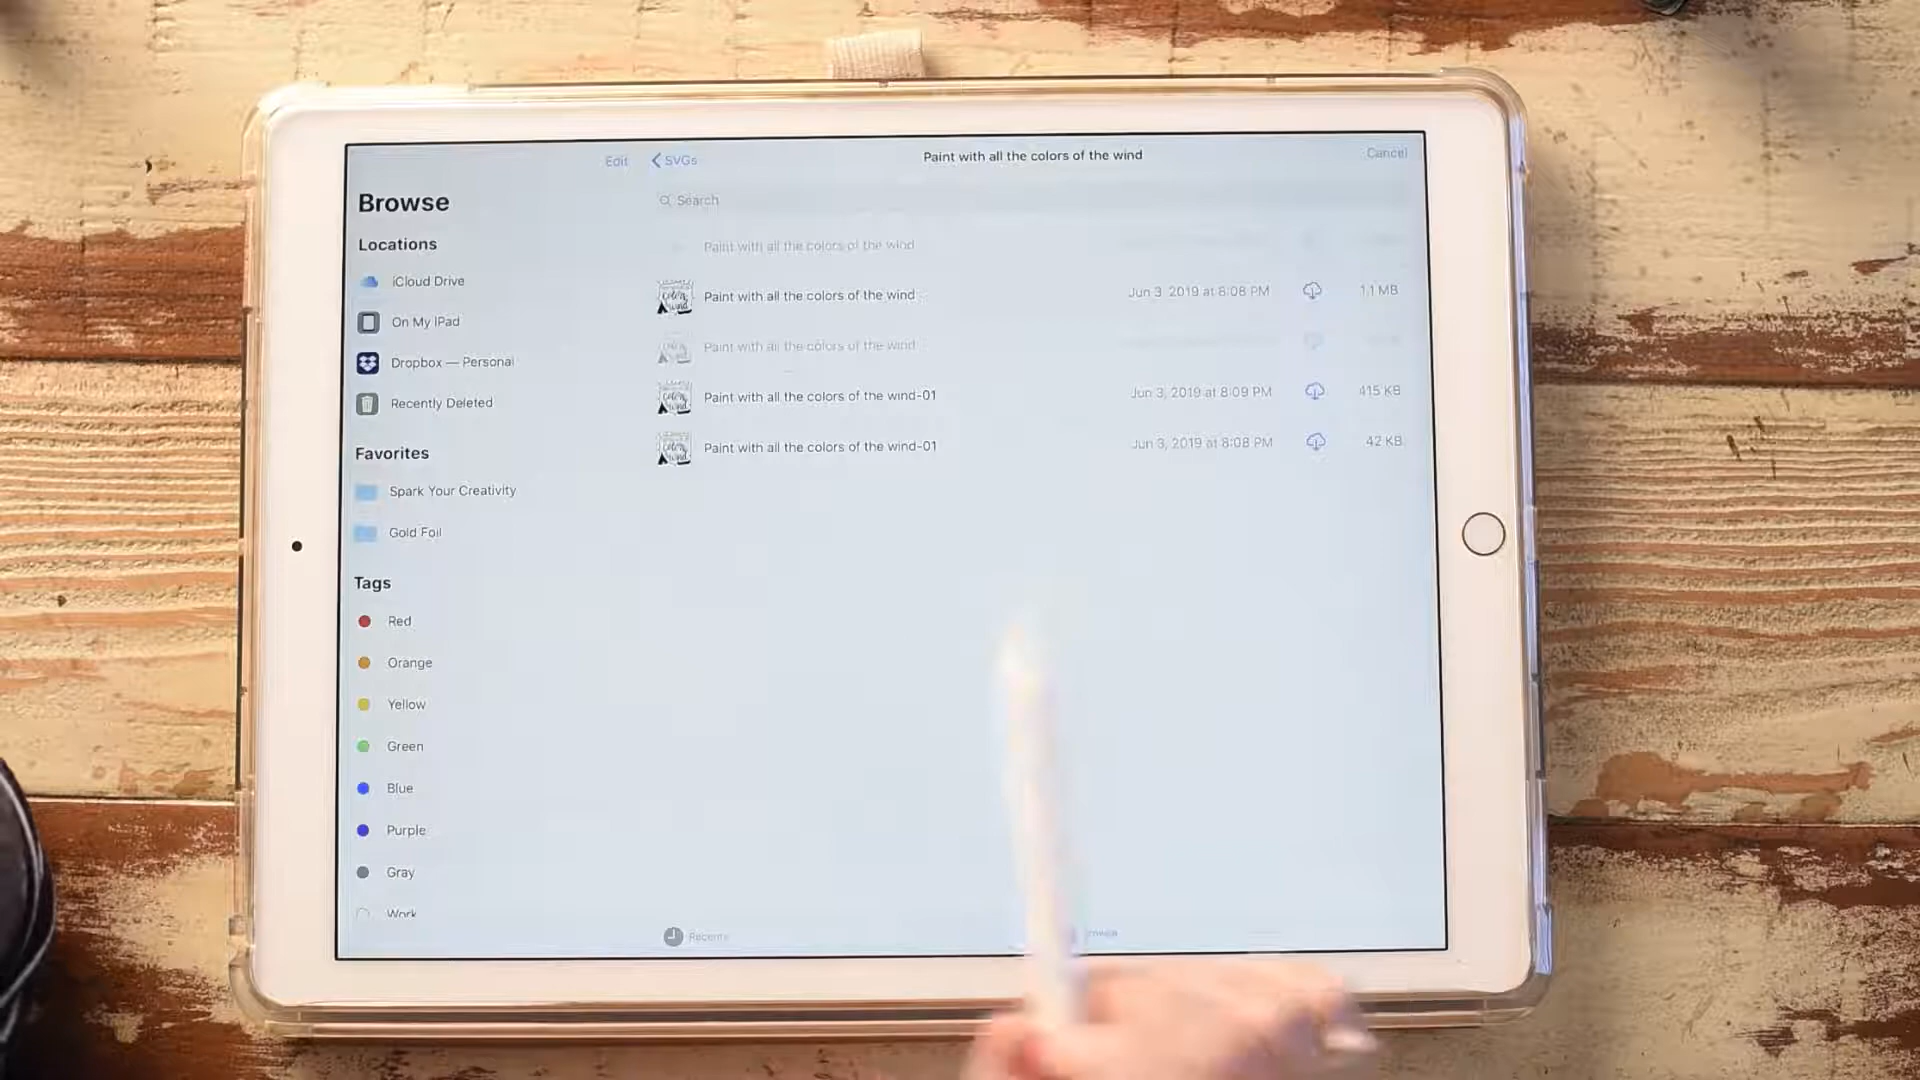 Edit
SVGs
Paint with all the colors of the wind
Cancel
Browse
Search
Locations
iCloud Drive
On My iPad
Dropbox — Personal
Recently Deleted
Favorites
Spark Your Creativity
Gold Foil
Tags
Red
Orange
Yellow
Green
Blue
Purple
Gray
Work
Paint with all the colors of the wind
Paint with all the colors of the wind Jun 3, 2019 at 8:08 PM 1.1 MB
Paint with all the colors of the wind
Paint with all the colors of the wind-01 Jun 3, 2019 at 8:09 PM 415 KB
Paint with all the colors of the wind-01 Jun 3, 2019 at 8:08 PM 42 KB
Recents